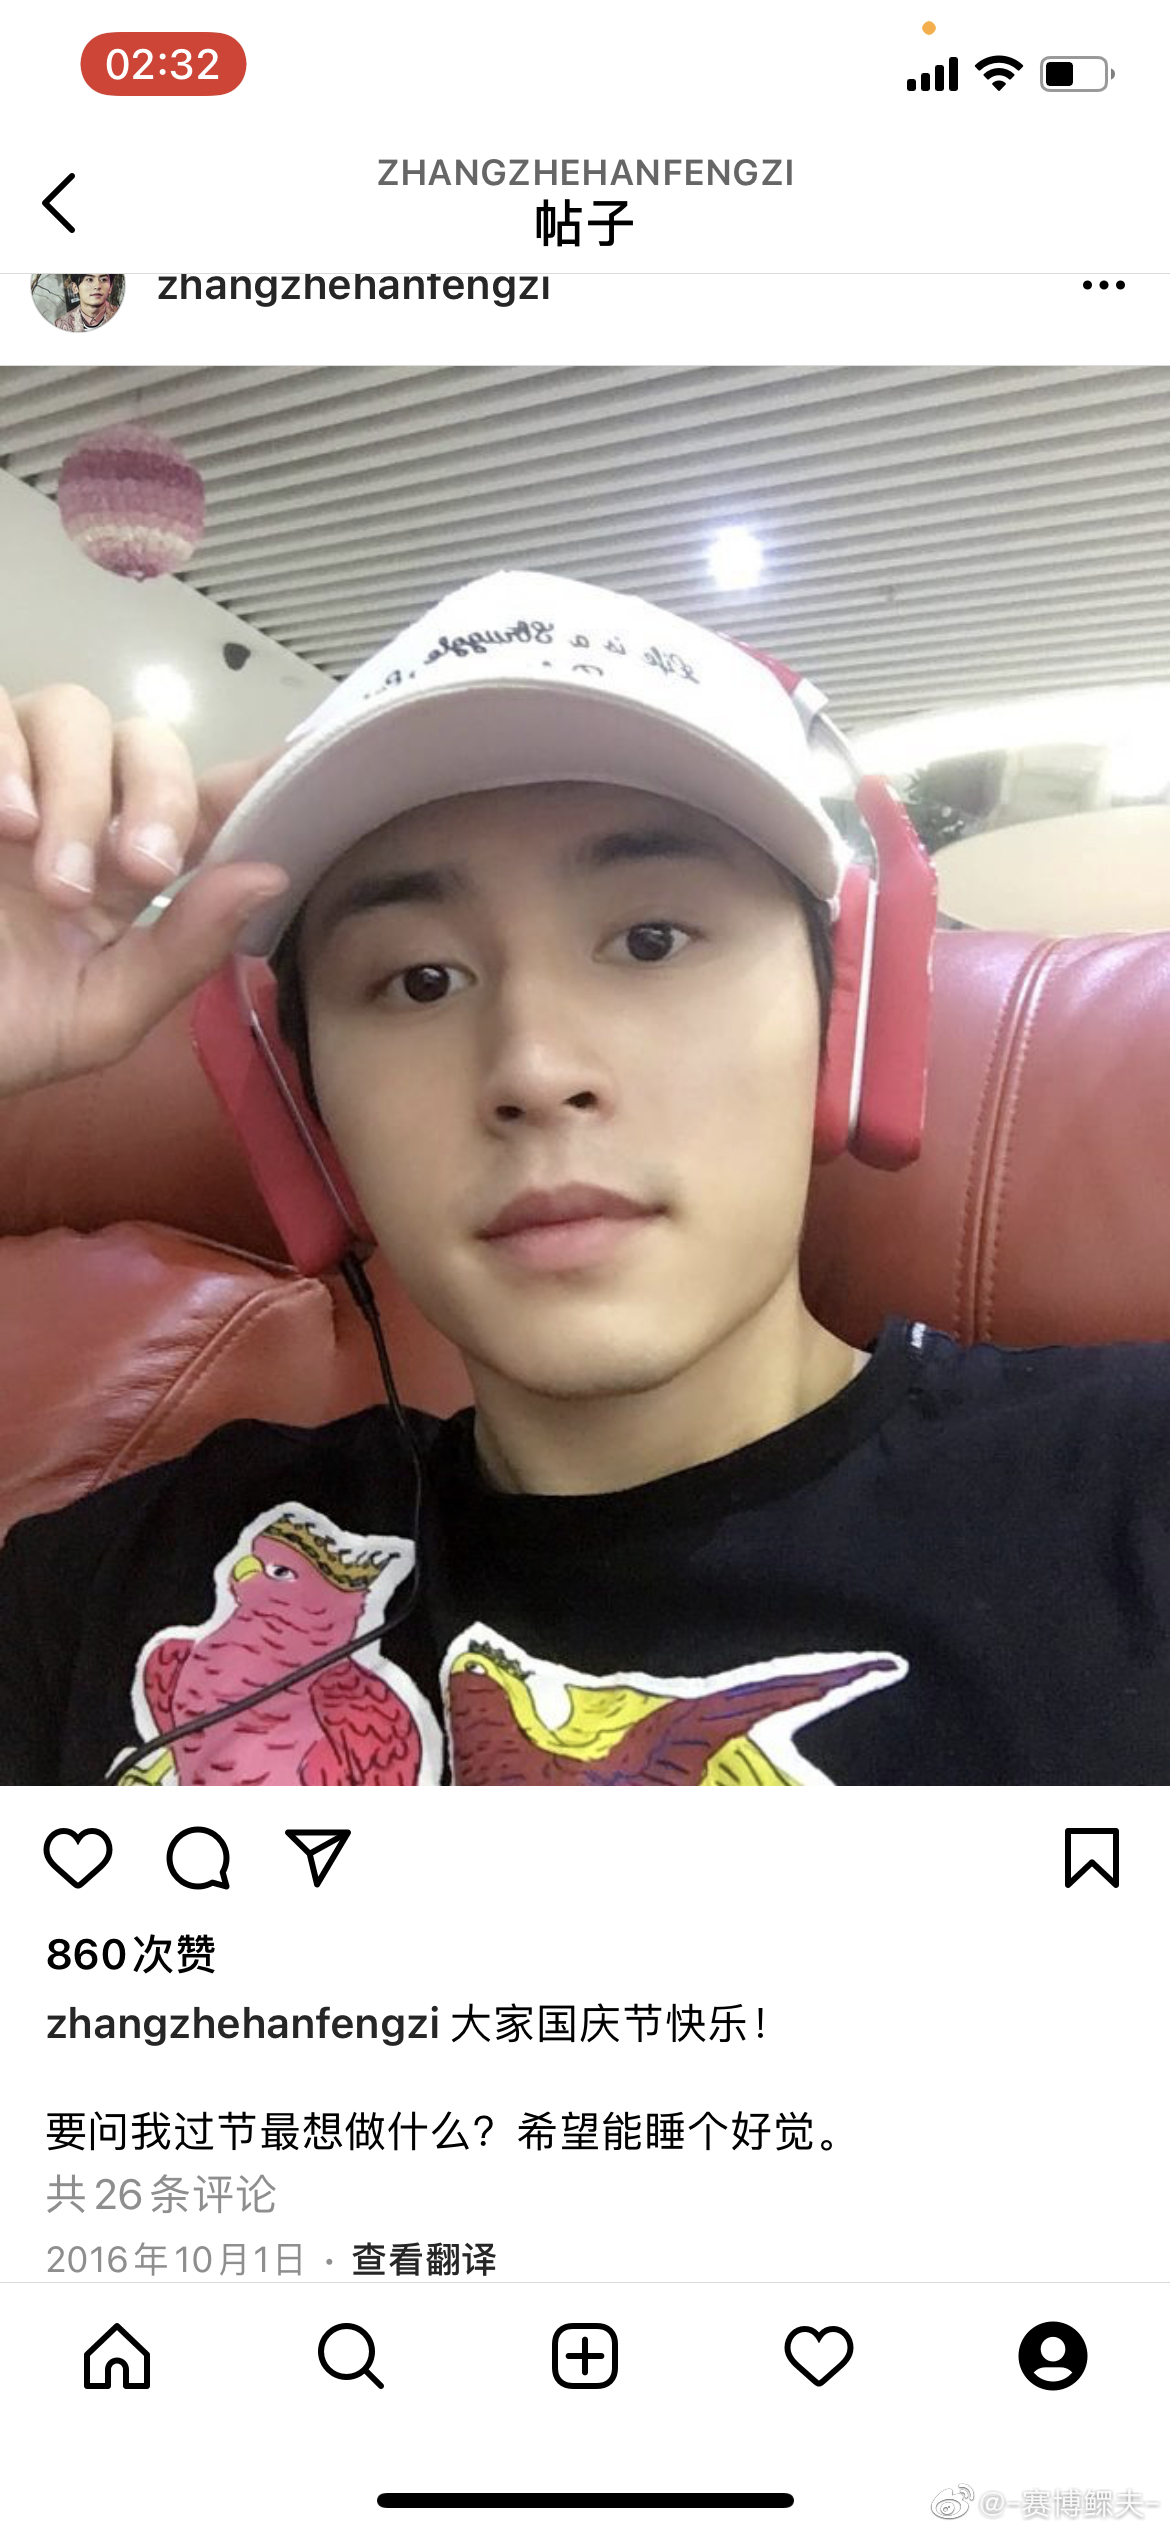 02:32
ZHANGZHEHANFENGZI
帖子
zhangzhehanfengzi
Life is a Struggle
860次赞
zhangzhehanfengzi 大家国庆节快乐！
要问我过节最想做什么？希望能睡个好觉。
共26条评论
2016年10月1日 · 查看翻译
@-赛博鳏夫-